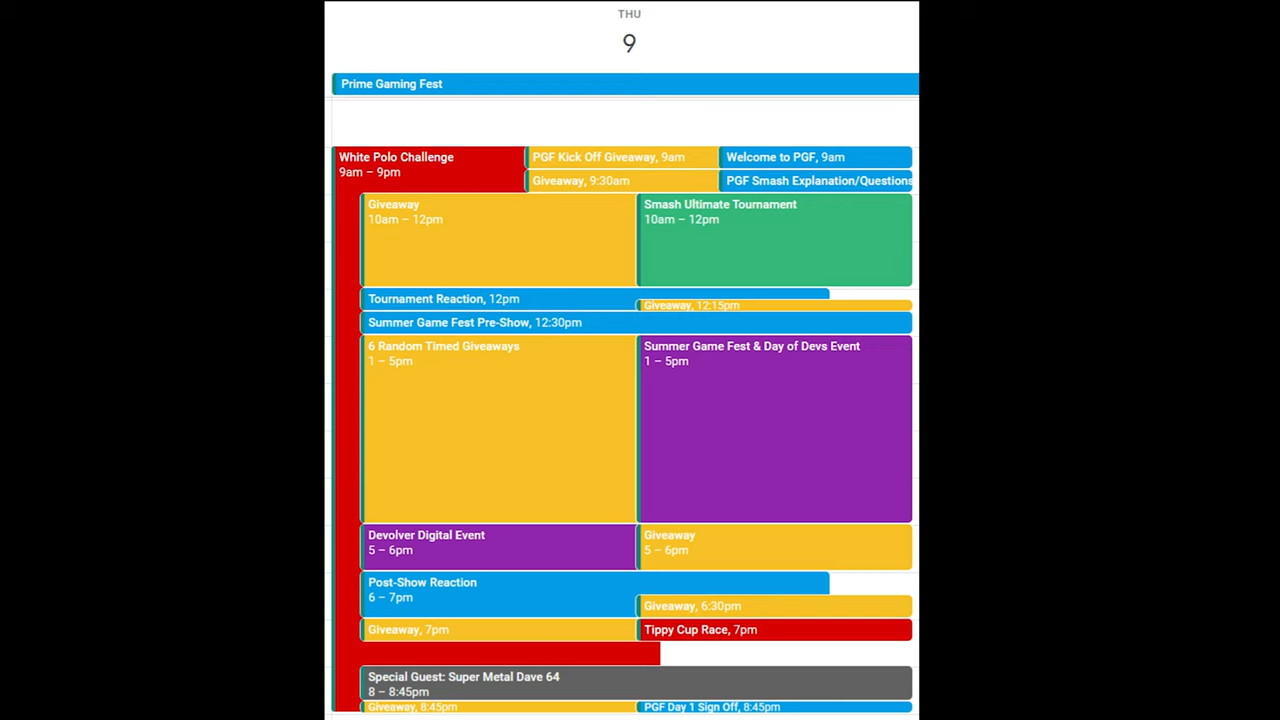 THU
9
Prime Gaming Fest
White Polo Challenge
9am – 9pm
PGF Kick Off Giveaway, 9am
Welcome to PGF, 9am
Giveaway, 9:30am
PGF Smash Explanation/Questions
Giveaway
10am – 12pm
Smash Ultimate Tournament
10am – 12pm
Tournament Reaction, 12pm
Giveaway, 12:15pm
Summer Game Fest Pre-Show, 12:30pm
6 Random Timed Giveaways
1 – 5pm
Summer Game Fest & Day of Devs Event
1 – 5pm
Devolver Digital Event
5 – 6pm
Giveaway
5 – 6pm
Post-Show Reaction
6 – 7pm
Giveaway, 6:30pm
Giveaway, 7pm
Tippy Cup Race, 7pm
Special Guest: Super Metal Dave 64
8 – 8:45pm
Giveaway, 8:45pm
PGF Day 1 Sign Off, 8:45pm